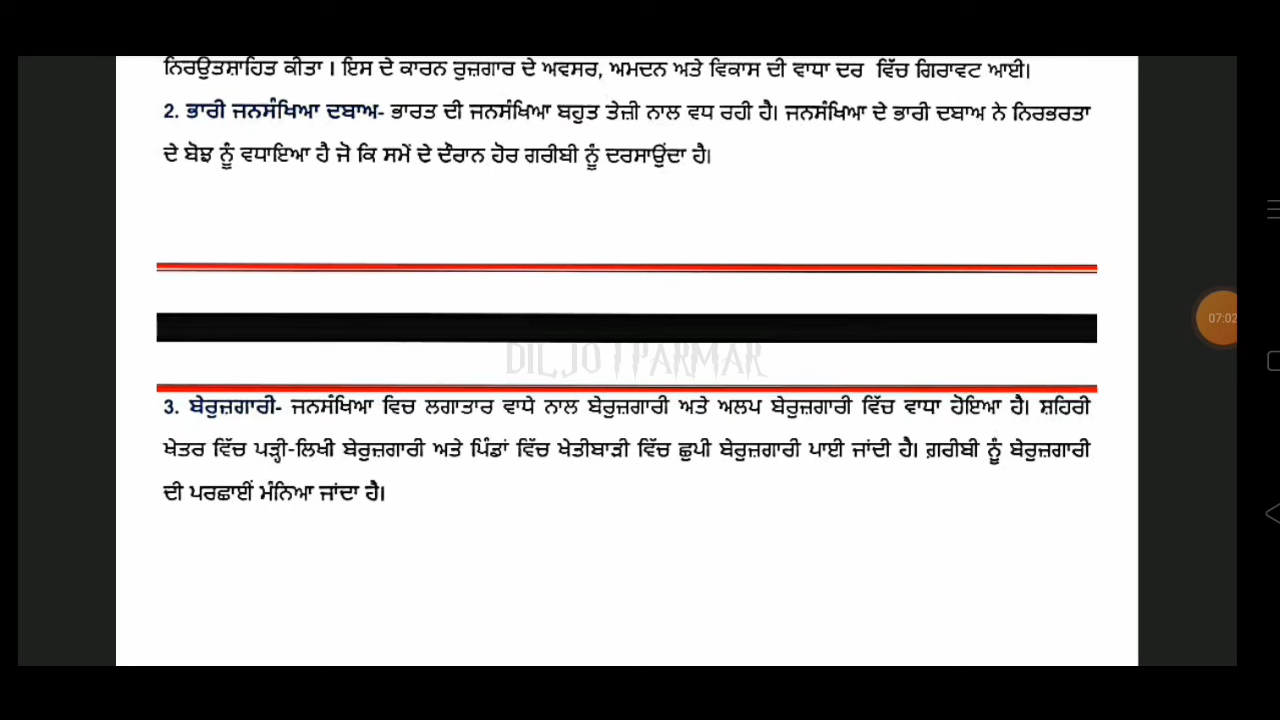 ਨਿਰਉਤਸ਼ਾਹਿਤ ਕੀਤਾ । ਇਸ ਦੇ ਕਾਰਨ ਰੁਜ਼ਗਾਰ ਦੇ ਅਵਸਰ, ਅਮਦਨ ਅਤੇ ਵਿਕਾਸ ਦੀ ਵਾਧਾ ਦਰ ਵਿੱਚ ਗਿਰਾਵਟ ਆਈ।
2. ਭਾਰੀ ਜਨਸੰਖਿਆ ਦਬਾਅ- ਭਾਰਤ ਦੀ ਜਨਸੰਖਿਆ ਬਹੁਤ ਤੇਜ਼ੀ ਨਾਲ ਵਧ ਰਹੀ ਹੈ। ਜਨਸੰਖਿਆ ਦੇ ਭਾਰੀ ਦਬਾਅ ਨੇ ਨਿਰਭਰਤਾ
ਦੇ ਬੋਝ ਨੂੰ ਵਧਾਇਆ ਹੈ ਜੋ ਕਿ ਸਮੇਂ ਦੇ ਦੌਰਾਨ ਹੋਰ ਗਰੀਬੀ ਨੂੰ ਦਰਸਾਉਂਦਾ ਹੈ।
DILJOT PARMAR
07:02
3. ਬੇਰੁਜ਼ਗਾਰੀ- ਜਨਸੰਖਿਆ ਵਿਚ ਲਗਾਤਾਰ ਵਾਧੇ ਨਾਲ ਬੇਰੁਜ਼ਗਾਰੀ ਅਤੇ ਅਲਪ ਬੇਰੁਜ਼ਗਾਰੀ ਵਿੱਚ ਵਾਧਾ ਹੋਇਆ ਹੈ। ਸ਼ਹਿਰੀ
ਖੇਤਰ ਵਿੱਚ ਪੜ੍ਹੀ-ਲਿਖੀ ਬੇਰੁਜ਼ਗਾਰੀ ਅਤੇ ਪਿੰਡਾਂ ਵਿੱਚ ਖੇਤੀਬਾੜੀ ਵਿੱਚ ਛੁਪੀ ਬੇਰੁਜ਼ਗਾਰੀ ਪਾਈ ਜਾਂਦੀ ਹੈ। ਗ਼ਰੀਬੀ ਨੂੰ ਬੇਰੁਜ਼ਗਾਰੀ
ਦੀ ਪਰਛਾਈਂ ਮੰਨਿਆ ਜਾਂਦਾ ਹੈ।